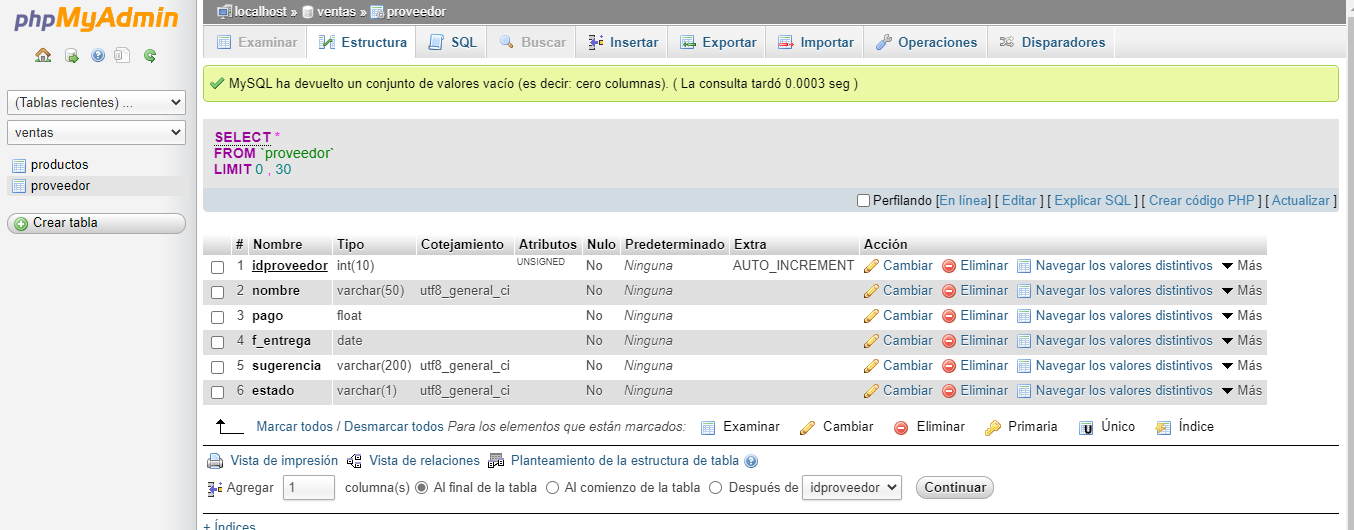 phpMyAdmin
localhost » ventas » proveedor
Examinar Estructura SQL Buscar Insertar Exportar Importar Operaciones Disparadores
MySQL ha devuelto un conjunto de valores vacío (es decir: cero columnas). ( La consulta tardó 0.0003 seg )
(Tablas recientes) ...
ventas
productos
proveedor
Crear tabla
SELECT *
FROM `proveedor`
LIMIT 0 , 30
Perfilando [En línea] [ Editar ] [ Explicar SQL ] [ Crear código PHP ] [ Actualizar ]
# Nombre Tipo Cotejamiento Atributos Nulo Predeterminado Extra Acción
1 idproveedor int(10) UNSIGNED No Ninguna AUTO_INCREMENT Cambiar Eliminar Navegar los valores distintivos Más
2 nombre varchar(50) utf8_general_ci No Ninguna Cambiar Eliminar Navegar los valores distintivos Más
3 pago float No Ninguna Cambiar Eliminar Navegar los valores distintivos Más
4 f_entrega date No Ninguna Cambiar Eliminar Navegar los valores distintivos Más
5 sugerencia varchar(200) utf8_general_ci No Ninguna Cambiar Eliminar Navegar los valores distintivos Más
6 estado varchar(1) utf8_general_ci No Ninguna Cambiar Eliminar Navegar los valores distintivos Más
Marcar todos / Desmarcar todos Para los elementos que están marcados: Examinar Cambiar Eliminar Primaria U Único Índice
Vista de impresión Vista de relaciones Planteamiento de la estructura de tabla
Agregar 1 columna(s) Al final de la tabla Al comienzo de la tabla Después de idproveedor Continuar
+ Índices